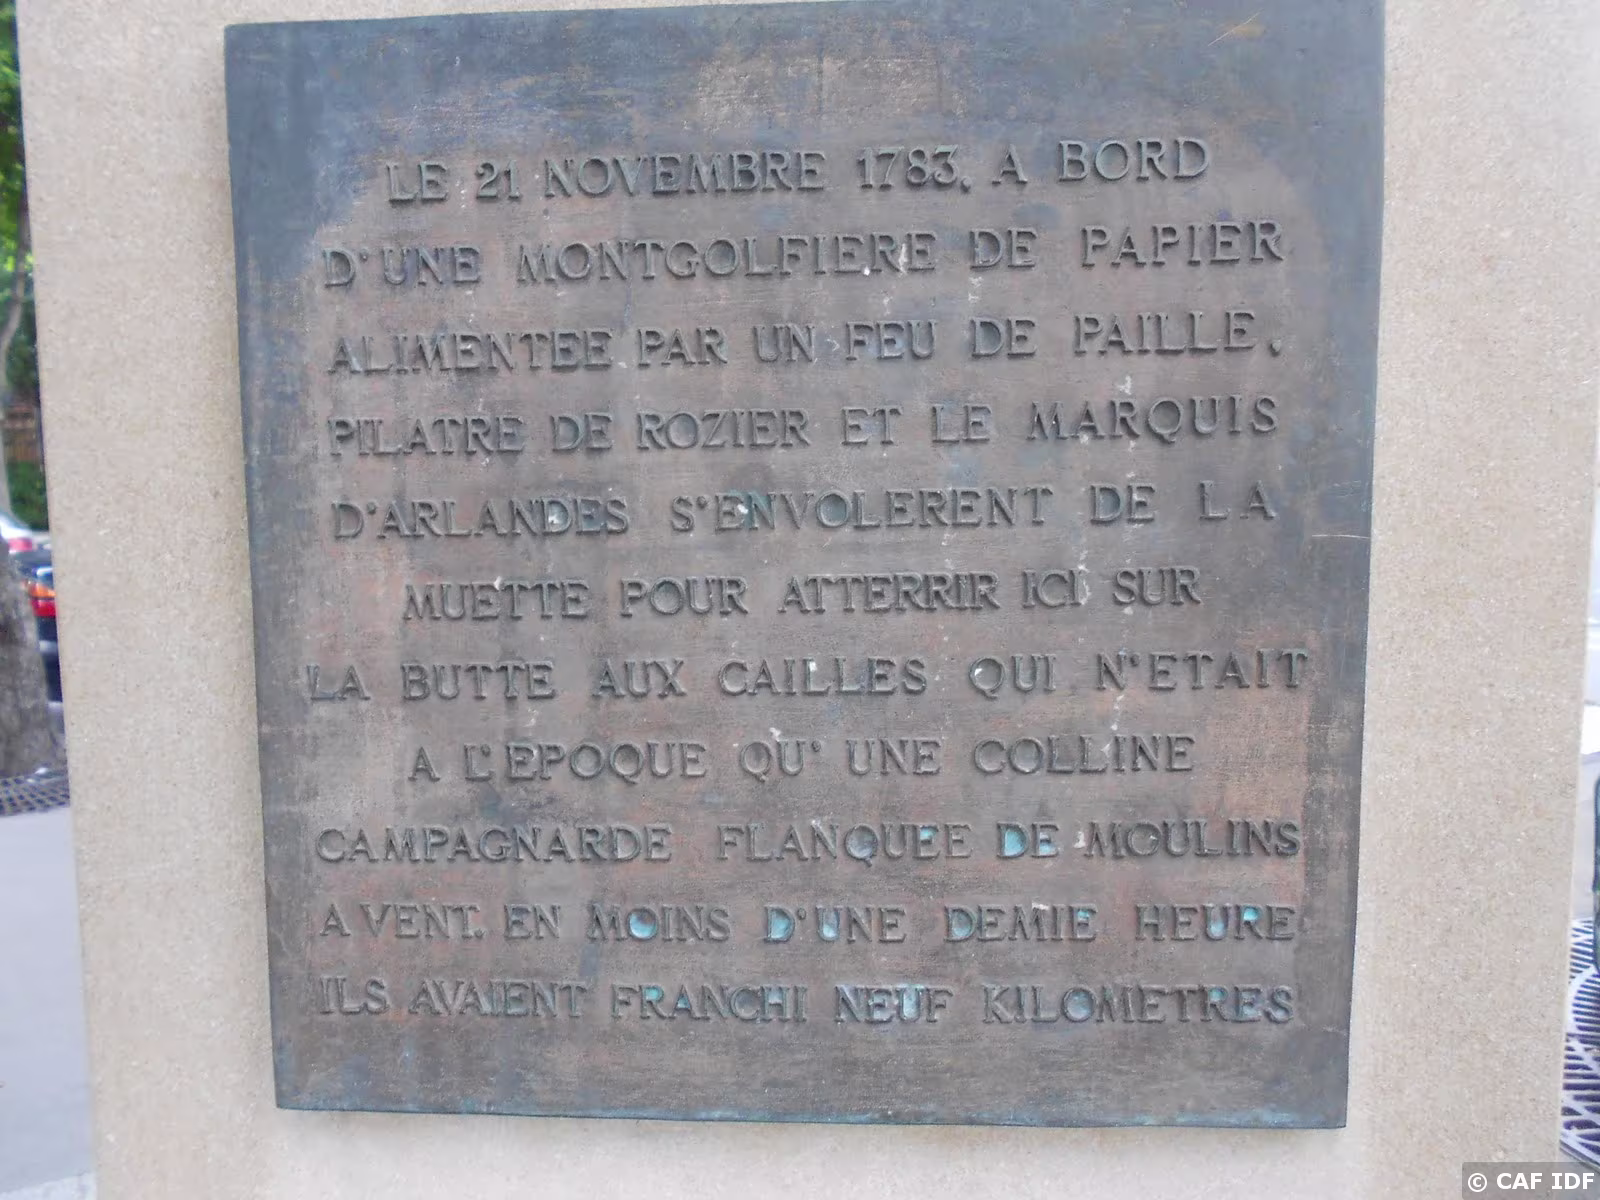 LE 21 NOVEMBRE 1783, A BORD
D'UNE MONTGOLFIERE DE PAPIER
ALIMENTEE PAR UN FEU DE PAILLE,
PILATRE DE ROZIER ET LE MARQUIS
D'ARLANDES S'ENVOLERENT DE LA
MUETTE POUR ATTERRIR ICI SUR
LA BUTTE AUX CAILLES QUI N'ETAIT
A L'EPOQUE QU'UNE COLLINE
CAMPAGNARDE FLANQUEE DE MOULINS
A VENT. EN MOINS D'UNE DEMIE HEURE
ILS AVAIENT FRANCHI NEUF KILOMETRES
© CAF IDF